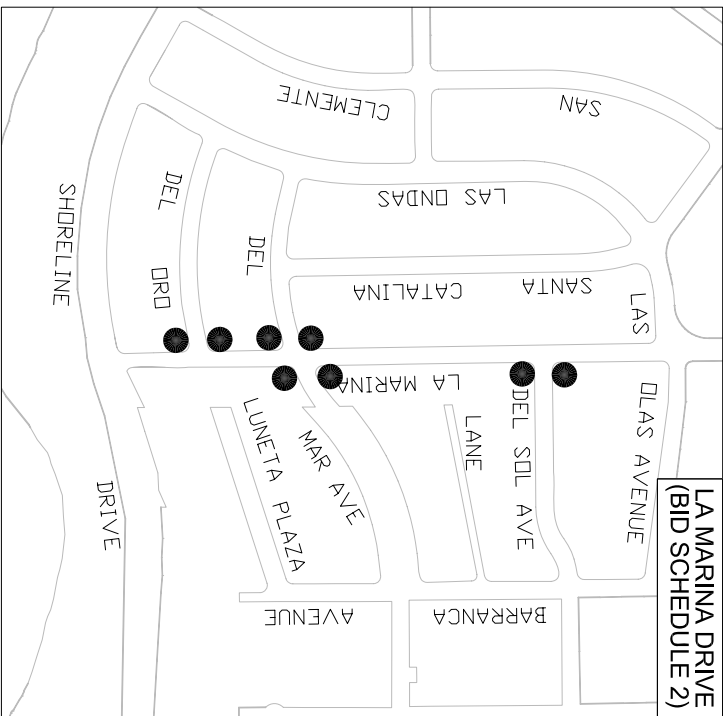 LA MARINA DRIVE
(BID SCHEDULE 2)
SAN
CLEMENTE
LAS ONDAS
SANTA
CATALINA
LAS
OLAS AVENUE
DEL
ORO
DEL
MAR AVE
LA MARINA
DEL SOL AVE
LANE
LUNETA PLAZA
SHORELINE
DRIVE
BARRANCA
AVENUE